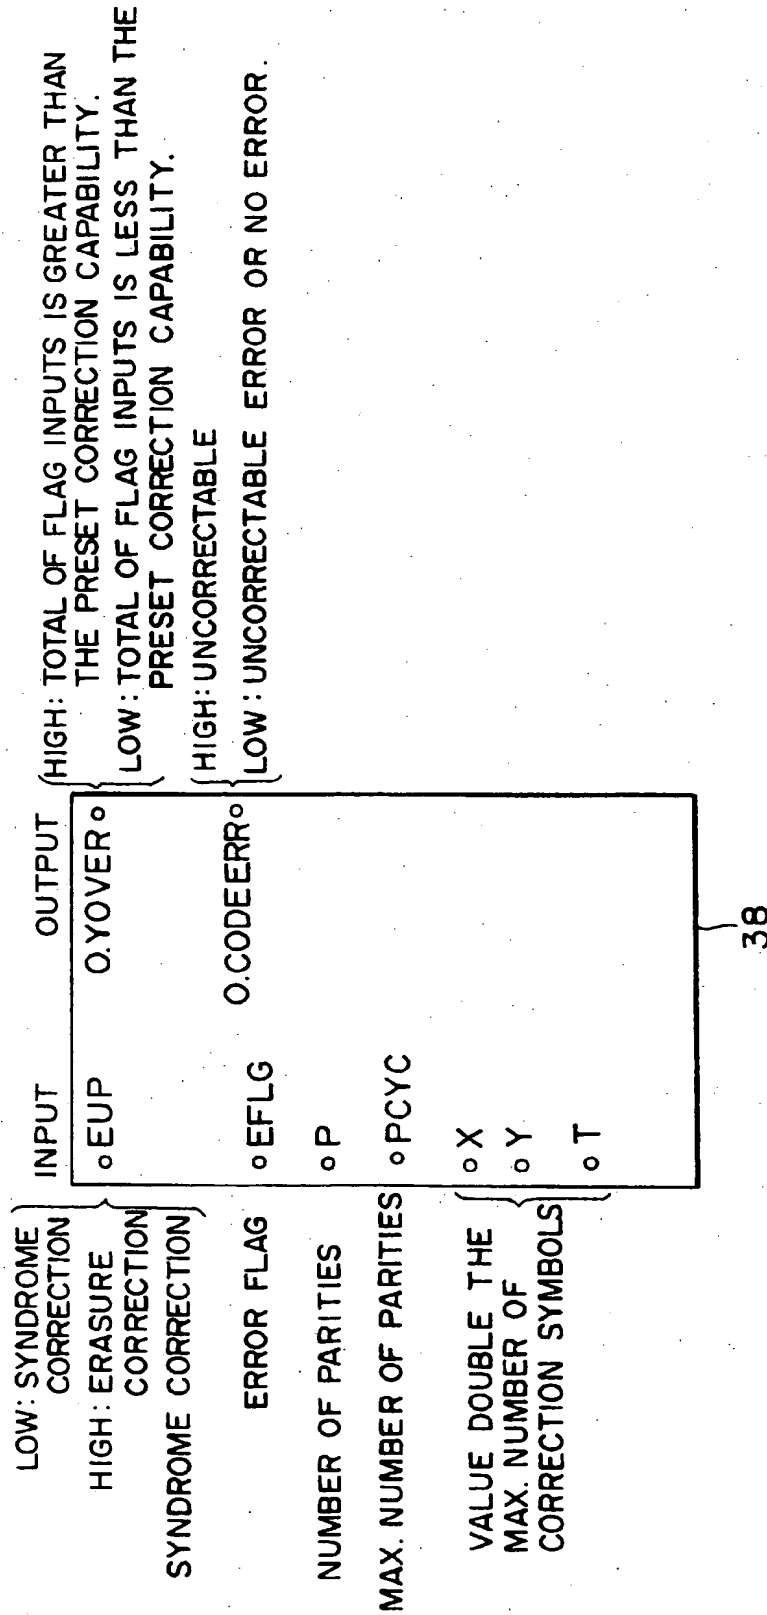 INPUT
OUTPUT
LOW: SYNDROME
CORRECTION
HIGH: ERASURE
CORRECTION
SYNDROME CORRECTION
EUP
O.YOVER
HIGH: TOTAL OF FLAG INPUTS IS GREATER THAN
THE PRESET CORRECTION CAPABILITY.
LOW: TOTAL OF FLAG INPUTS IS LESS THAN THE
PRESET CORRECTION CAPABILITY.
ERROR FLAG
EFLG
O.CODEERR
HIGH: UNCORRECTABLE
LOW: UNCORRECTABLE ERROR OR NO ERROR.
NUMBER OF PARITIES
P
MAX. NUMBER OF PARITIES
PCYC
VALUE DOUBLE THE
MAX. NUMBER OF
CORRECTION SYMBOLS
X
Y
T
38